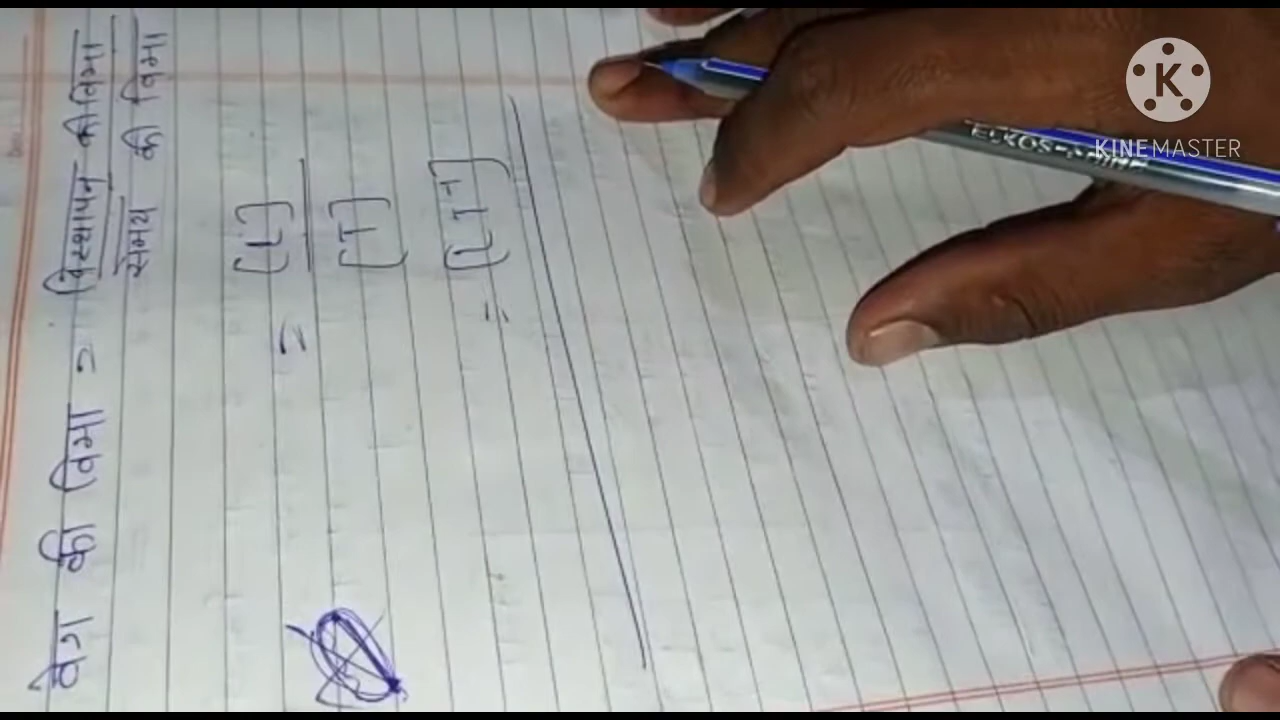 वेग की विमा = विस्थापन की विमा
समय की विमा
= [L]
[T]
= [LT⁻¹]
K
KINEMASTER
ELKOS